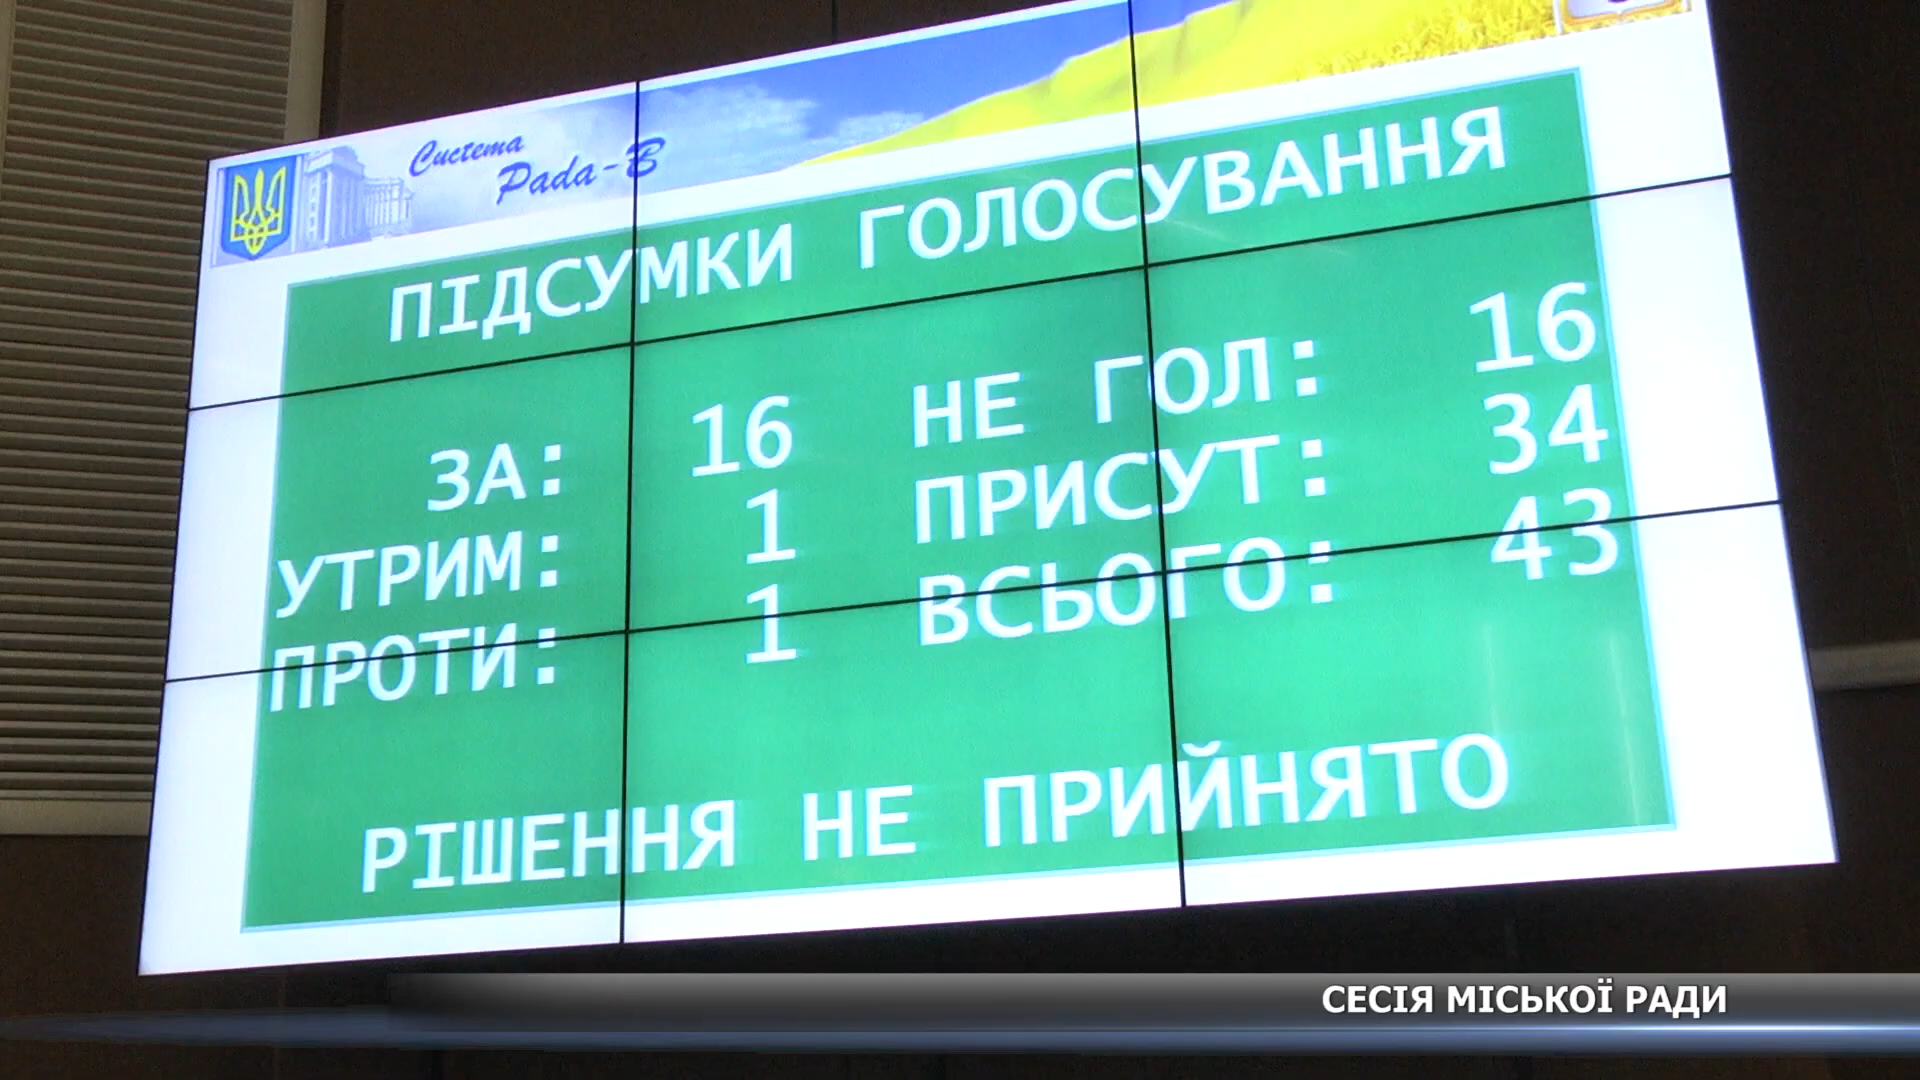 Система
Рада-В
ПІДСУМКИ ГОЛОСУВАННЯ
ЗА: 16 НЕ ГОЛ: 16
УТРИМ: 1 ПРИСУТ: 34
ПРОТИ: 1 ВСЬОГО: 43
РІШЕННЯ НЕ ПРИЙНЯТО
СЕСІЯ МІСЬКОЇ РАДИ